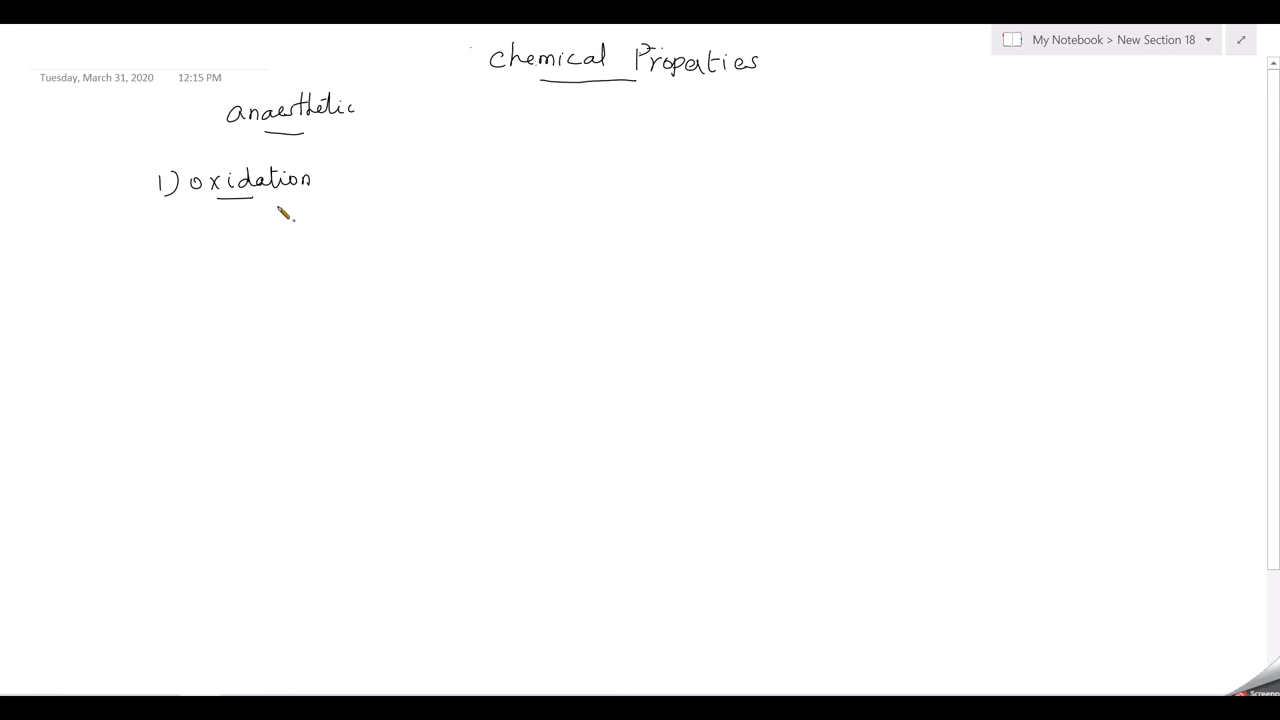 chemical Properties
My Notebook > New Section 18
Tuesday, March 31, 2020 12:15 PM
anaesthetic
1) oxidation